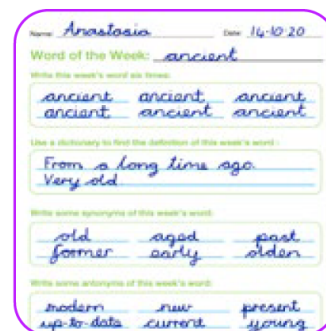 Name: Anastasia Date: 14.10.20
Word of the Week: ancient
Write this week's word six times:
ancient ancient ancient
ancient ancient ancient
Use a dictionary to find the definition of this week's word:
From a long time ago.
Very old.
Write some synonyms of this week's word:
old aged past
former early olden
Write some antonyms of this week's word:
modern new present
up-to-date current young